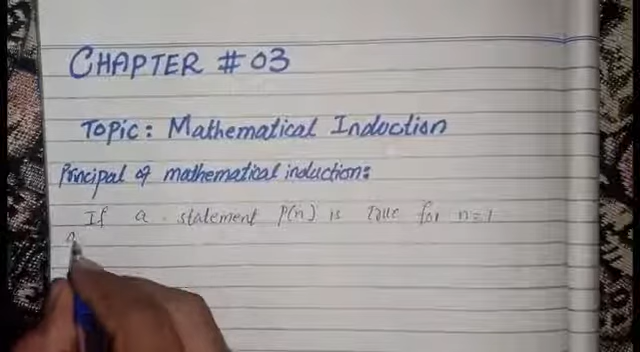 CHAPTER # 03
Topic: Mathematical Induction
Principal of mathematical induction:
If a statement P(n) is true for n=1